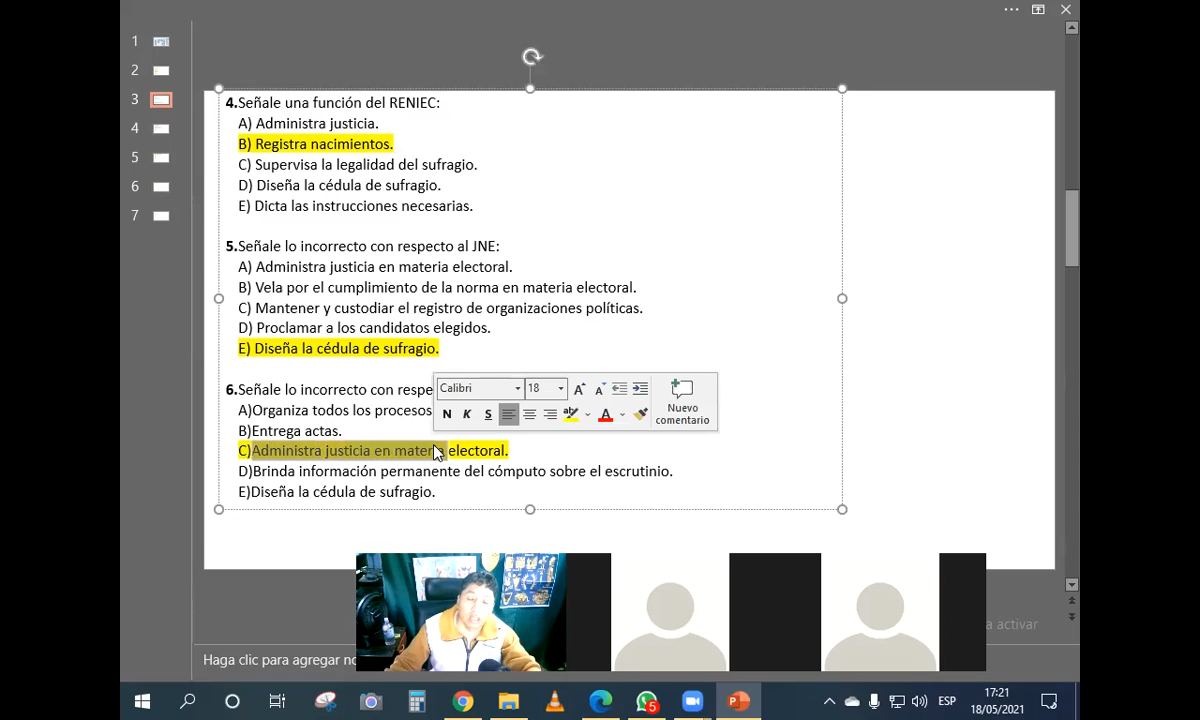 1
2
3
4
5
6
7
4.Señale una función del RENIEC:
A) Administra justicia.
B) Registra nacimientos.
C) Supervisa la legalidad del sufragio.
D) Diseña la cédula de sufragio.
E) Dicta las instrucciones necesarias.
5.Señale lo incorrecto con respecto al JNE:
A) Administra justicia en materia electoral.
B) Vela por el cumplimiento de la norma en materia electoral.
C) Mantener y custodiar el registro de organizaciones políticas.
D) Proclamar a los candidatos elegidos.
E) Diseña la cédula de sufragio.
6.Señale lo incorrecto con respe
A)Organiza todos los procesos
B)Entrega actas.
C)Administra justicia en materia electoral.
D)Brinda información permanente del cómputo sobre el escrutinio.
E)Diseña la cédula de sufragio.
Calibri
18
N K S
A
Nuevo
comentario
a activar
Haga clic para agregar no
5
ESP
17:21
18/05/2021